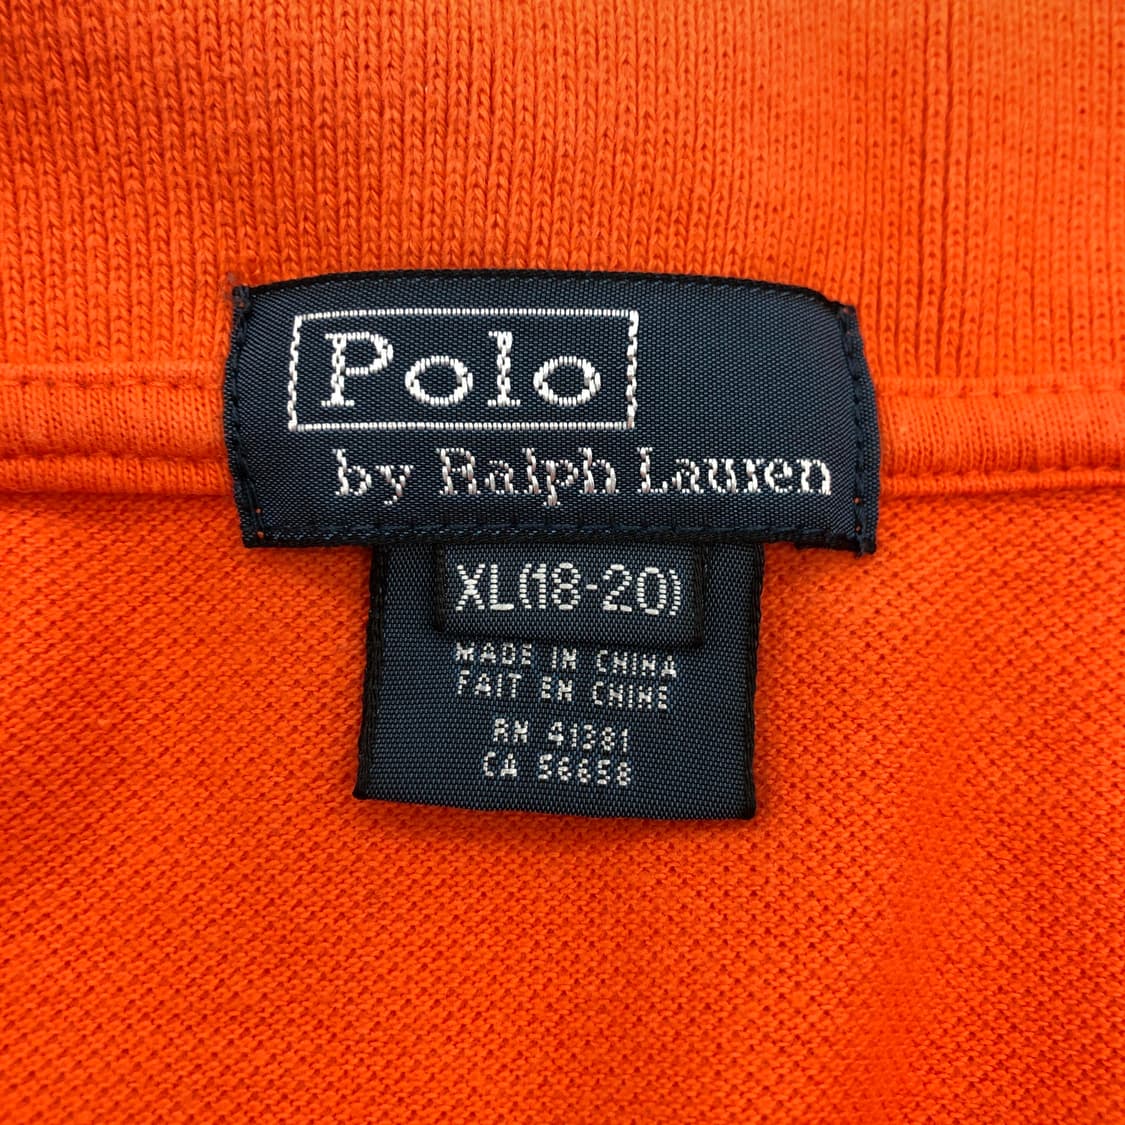 Polo
by Ralph Lauren
XL(18-20)
MADE IN CHINA
FAIT EN CHINE
RN 41381
CA 56658